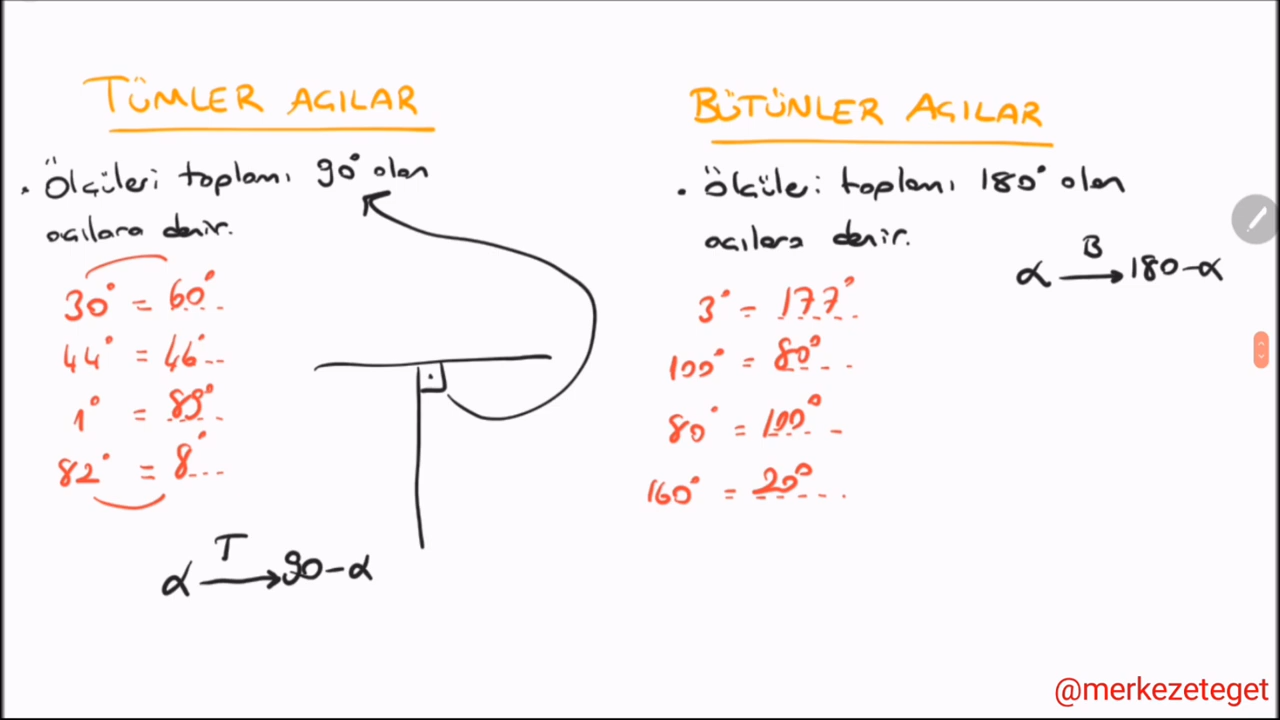 TÜMLER AÇILAR
. Ölçüleri toplamı 90° olan
açılara denir.
30° = 60°
44° = 46°
1° = 89°
82° = 8°
α T→ 90-α
BÜTÜNLER AÇILAR
. Ölçüleri toplamı 180° olan
açılara denir.
α B→ 180-α
3° = 177°
100° = 80°
80° = 100°
160° = 20°
@merkezeteget